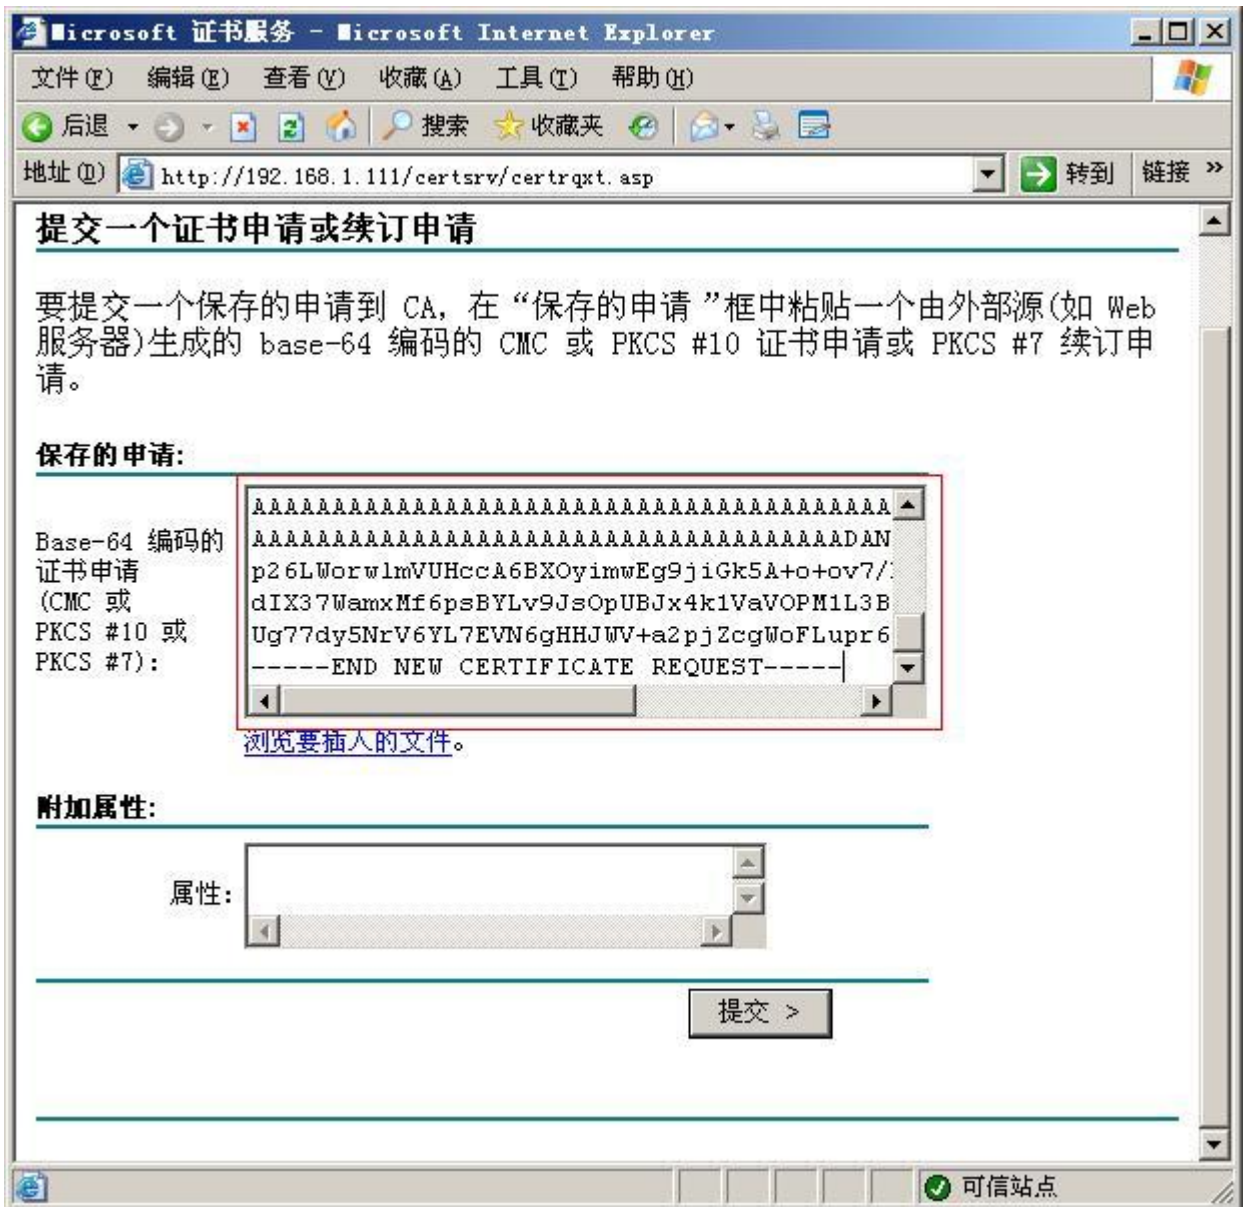 Microsoft 证书服务 - Microsoft Internet Explorer
文件(F) 编辑(E) 查看(V) 收藏(A) 工具(T) 帮助(H)
后退 搜索 收藏夹
地址(D) http://192.168.1.111/certsrv/certrqxt.asp 转到 链接 »
提交一个证书申请或续订申请
要提交一个保存的申请到 CA，在“保存的申请 ”框中粘贴一个由外部源(如 Web
服务器)生成的 base-64 编码的 CMC 或 PKCS #10 证书申请或 PKCS #7 续订申
请。
保存的申请:
Base-64 编码的
证书申请
(CMC 或
PKCS #10 或
PKCS #7):
AAAAAAAAAAAAAAAAAAAAAAAAAAAAAAAAAAAAAAAA
AAAAAAAAAAAAAAAAAAAAAAAAAAAAAAAAAAAAADAN
p26LWorwlmVUHccA6BXOyimwEg9jiGk5A+o+ov7/
dIX37WamxMf6psBYLv9JsOpUBJx4k1VaVOPM1L3B
Ug77dy5NrV6YL7EVN6gHHJWV+a2pjZcgWoFLupr6
-----END NEW CERTIFICATE REQUEST-----
浏览要插入的文件。
附加属性:
属性:
提交 >
可信站点